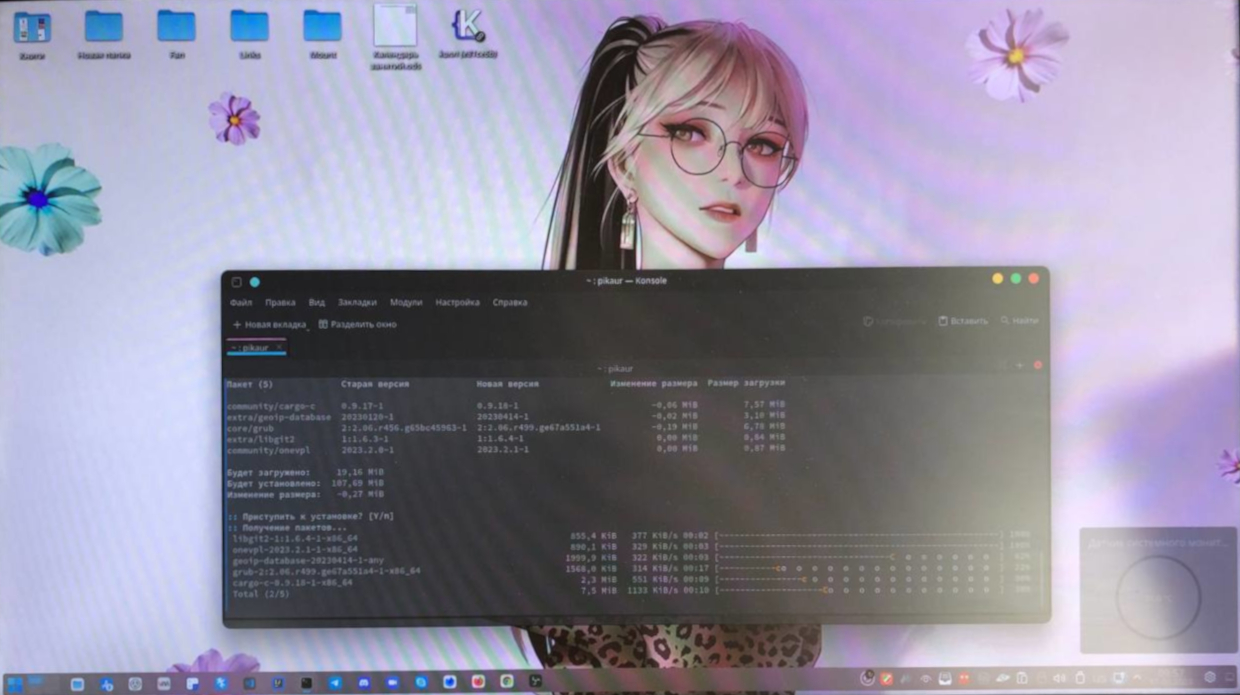 Книги
Новая папка
Fan
Links
Mount
Календарь
занятий.ods
~ : pikaur — Konsole
Файл Правка Вид Закладки Модули Настройка Справка
+ Новая вкладка Разделить окно Вставить Найти
~ : pikaur ×
~ : pikaur
Пакет (5) Старая версия Новая версия Изменение размера Размер загрузки
community/cargo-c 0.9.17-1 0.9.18-1 -0,06 MiB 7,57 MiB
extra/geoip-database 20230120-1 20230414-1 -0,02 MiB 3,10 MiB
core/grub 2:2.06.r456.g65bc45963-1 2:2.06.r499.ge67a551a4-1 -0,19 MiB 6,78 MiB
extra/libgit2 1:1.6.3-1 1:1.6.4-1 0,00 MiB 0,84 MiB
community/onevpl 2023.2.0-1 2023.2.1-1 0,00 MiB 0,87 MiB
Будет загружено: 19,16 MiB
Будет установлено: 107,69 MiB
Изменение размера: -0,27 MiB
:: Приступить к установке? [Y/n]
:: Получение пакетов...
libgit2-1:1.6.4-1-x86_64 855,4 KiB 377 KiB/s 00:02 100%
onevpl-2023.2.1-1-x86_64 890,1 KiB 329 KiB/s 00:03 100%
geoip-database-20230414-1-any 1999,9 KiB 322 KiB/s 00:03
grub-2:2.06.r499.ge67a551a4-1-x86_64 1568,0 KiB 314 KiB/s 00:17
cargo-c-0.9.18-1-x86_64 2,3 MiB 551 KiB/s 00:09
Total (2/5) 7,5 MiB 1133 KiB/s 00:10